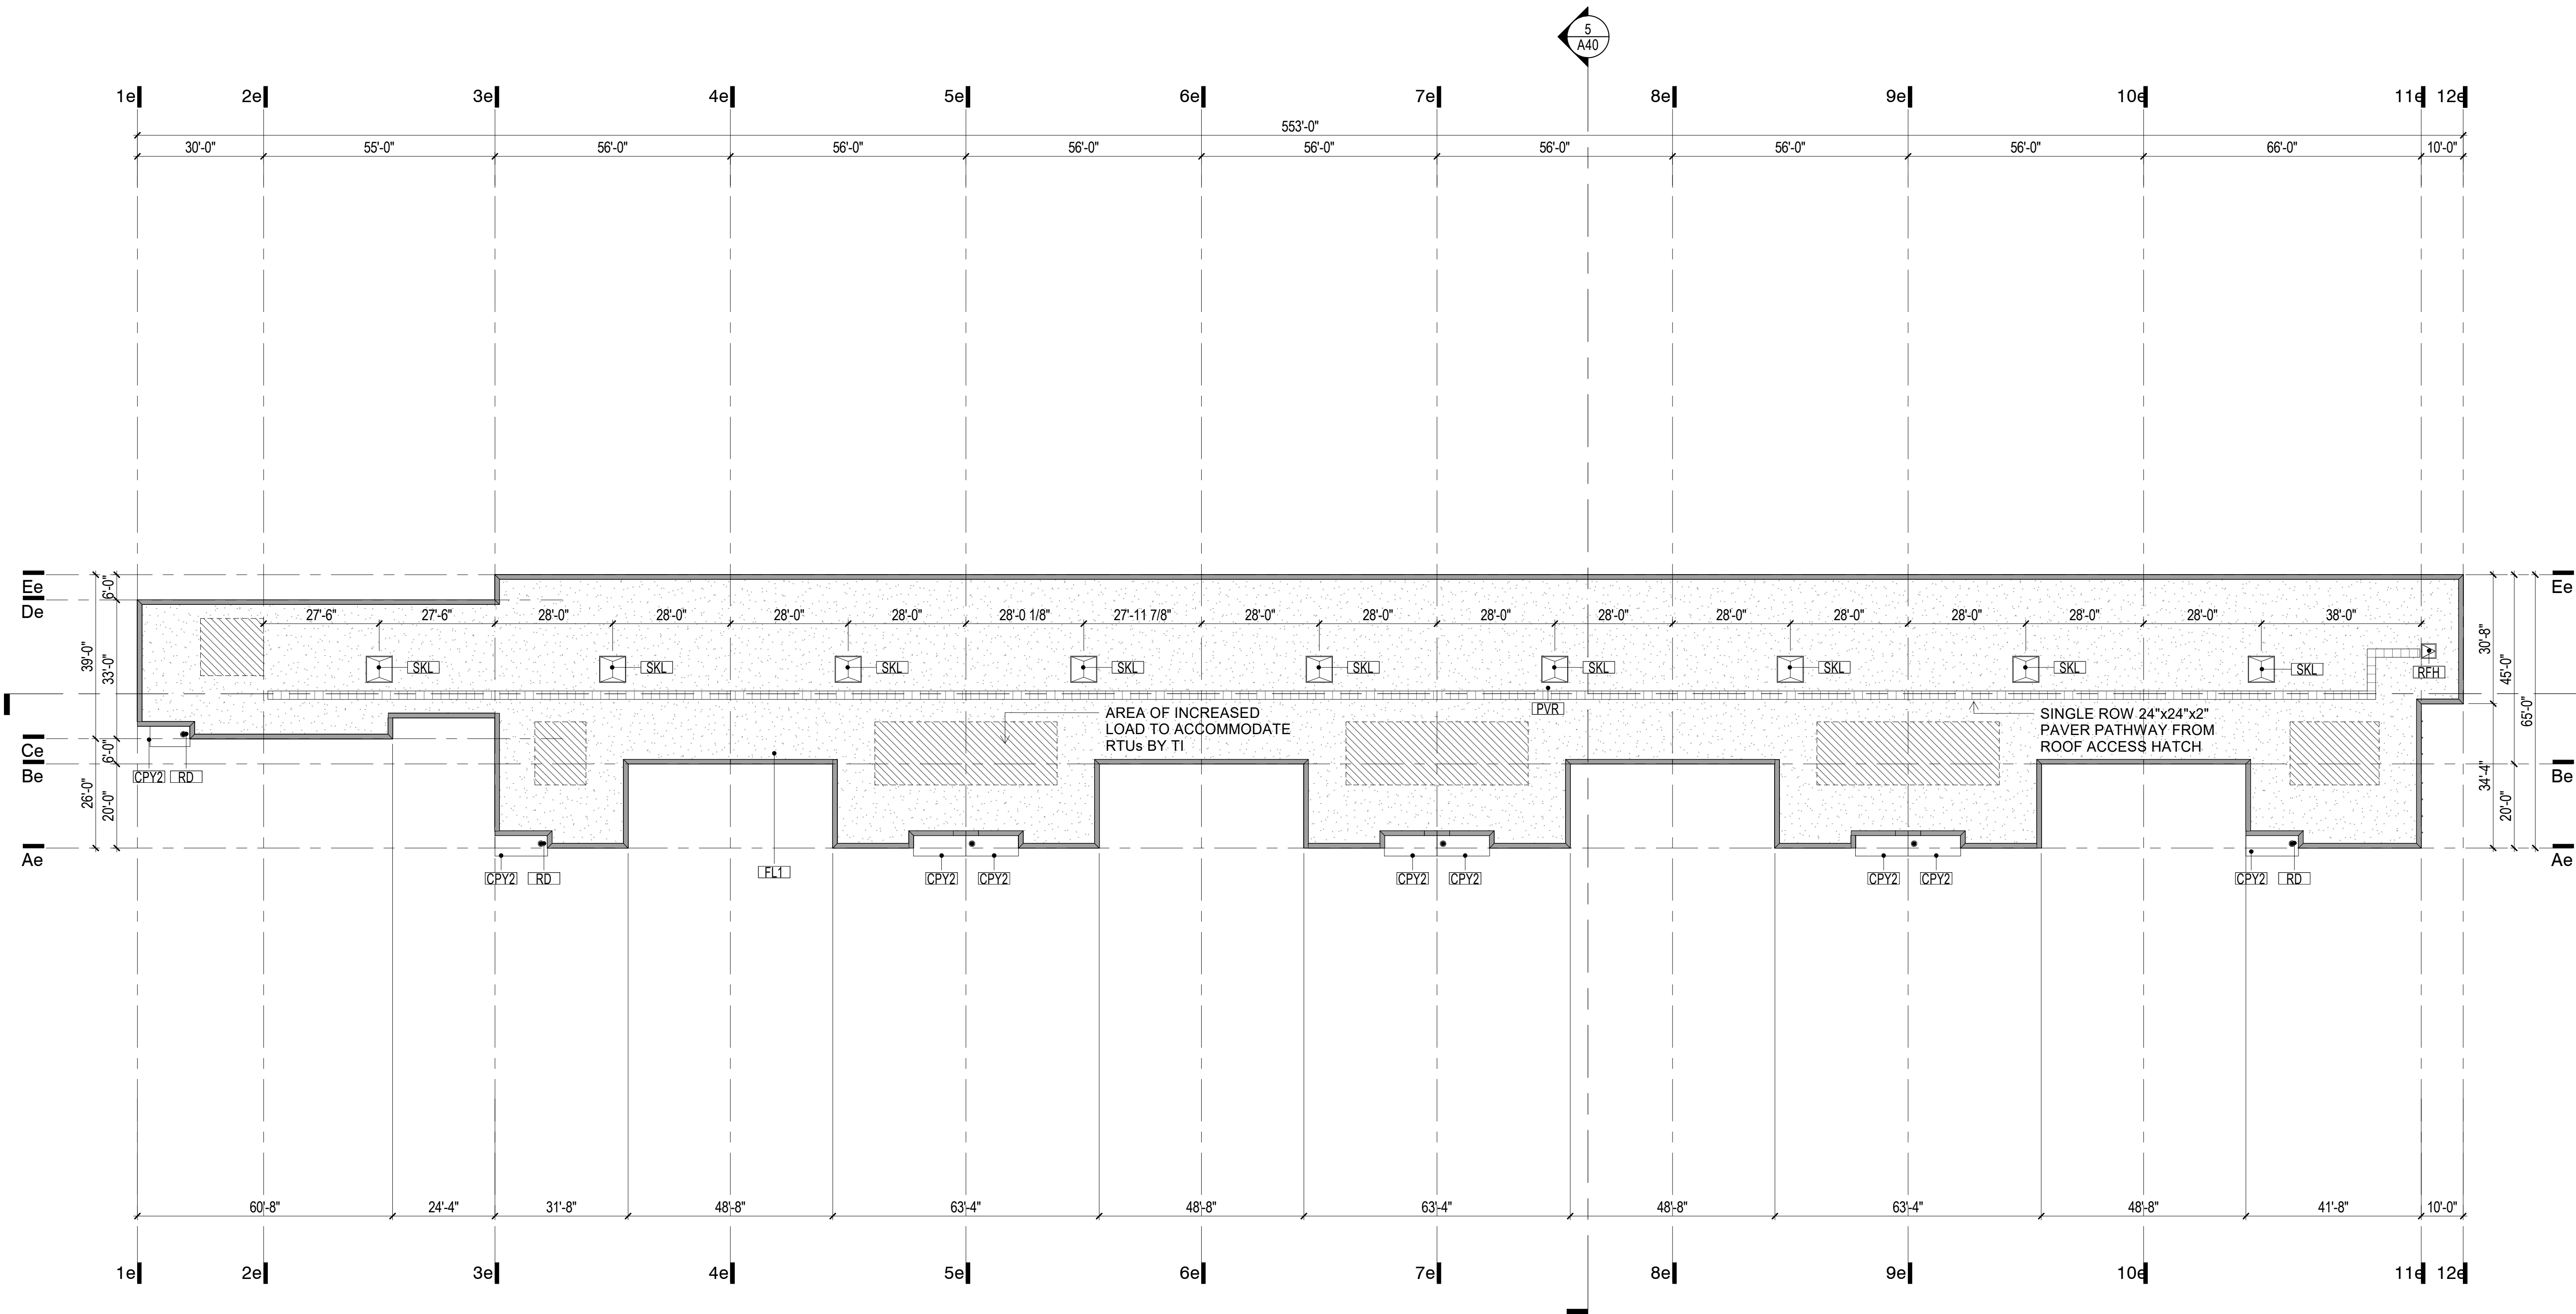 5
A40
1e 2e 3e 4e 5e 6e 7e 8e 9e 10e 11e 12e
553'-0"
30'-0" 55'-0" 56'-0" 56'-0" 56'-0" 56'-0" 56'-0" 56'-0" 56'-0" 66'-0" 10'-0"
Ee Ee
De
6'-0"
27'-6" 27'-6" 28'-0" 28'-0" 28'-0" 28'-0" 28'-0 1/8" 27'-11 7/8" 28'-0" 28'-0" 28'-0" 28'-0" 28'-0" 28'-0" 28'-0" 28'-0" 28'-0" 38'-0"
39'-0" 33'-0" 30'-8" 45'-0" 65'-0"
SKL SKL SKL SKL SKL SKL SKL SKL SKL RFH
PVR
AREA OF INCREASED
LOAD TO ACCOMMODATE
RTUs BY TI
SINGLE ROW 24"x24"x2"
PAVER PATHWAY FROM
ROOF ACCESS HATCH
Ce
6'-0"
Be Be
CPY2 RD
26'-0" 20'-0" 34'-4" 20'-0"
Ae Ae
CPY2 RD FL1 CPY2 CPY2 CPY2 CPY2 CPY2 CPY2 CPY2 RD
60'-8" 24'-4" 31'-8" 48'-8" 63'-4" 48'-8" 63'-4" 48'-8" 63'-4" 48'-8" 41'-8" 10'-0"
1e 2e 3e 4e 5e 6e 7e 8e 9e 10e 11e 12e